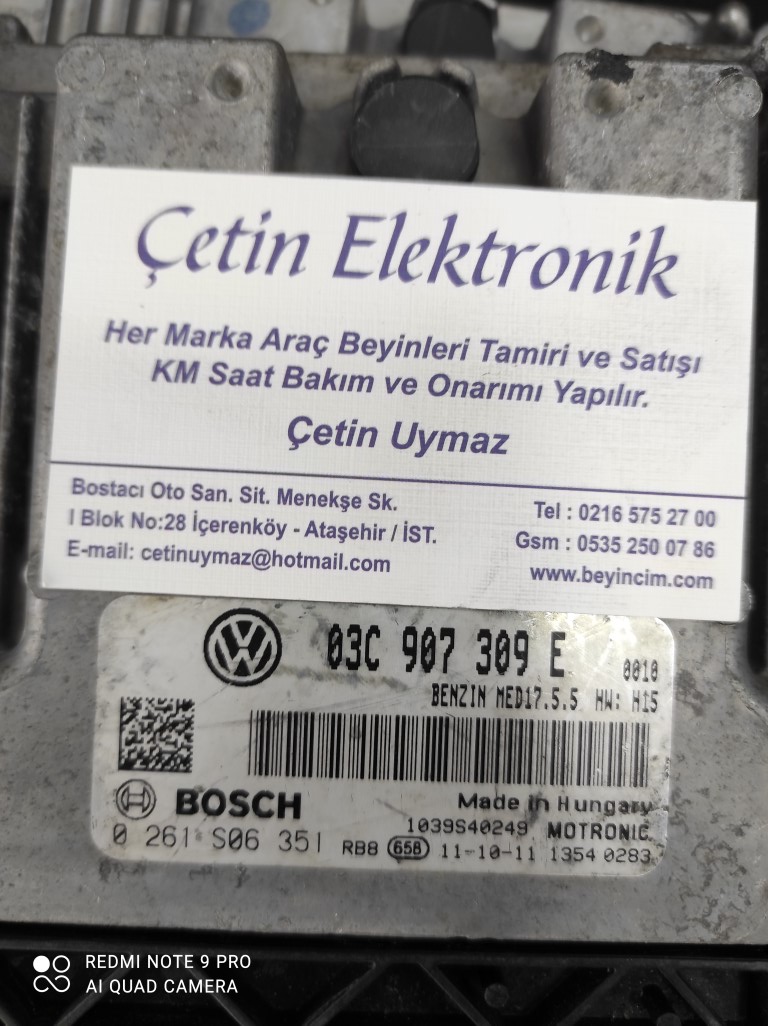 Çetin Elektronik
Her Marka Araç Beyinleri Tamiri ve Satışı
KM Saat Bakım ve Onarımı Yapılır.
Çetin Uymaz
Bostacı Oto San. Sit. Menekşe Sk.
I Blok No:28 İçerenköy - Ataşehir / İST.
E-mail: cetinuymaz@hotmail.com
Tel : 0216 575 27 00
Gsm : 0535 250 07 86
www.beyincim.com
03C 907 309 E 0010
BENZIN MED17.5.5 HW: H15
BOSCH
Made in Hungary
0 261 S06 351
1039S40249 MOTRONIC
RB8 658 11-10-11 1354 0283
REDMI NOTE 9 PRO
AI QUAD CAMERA